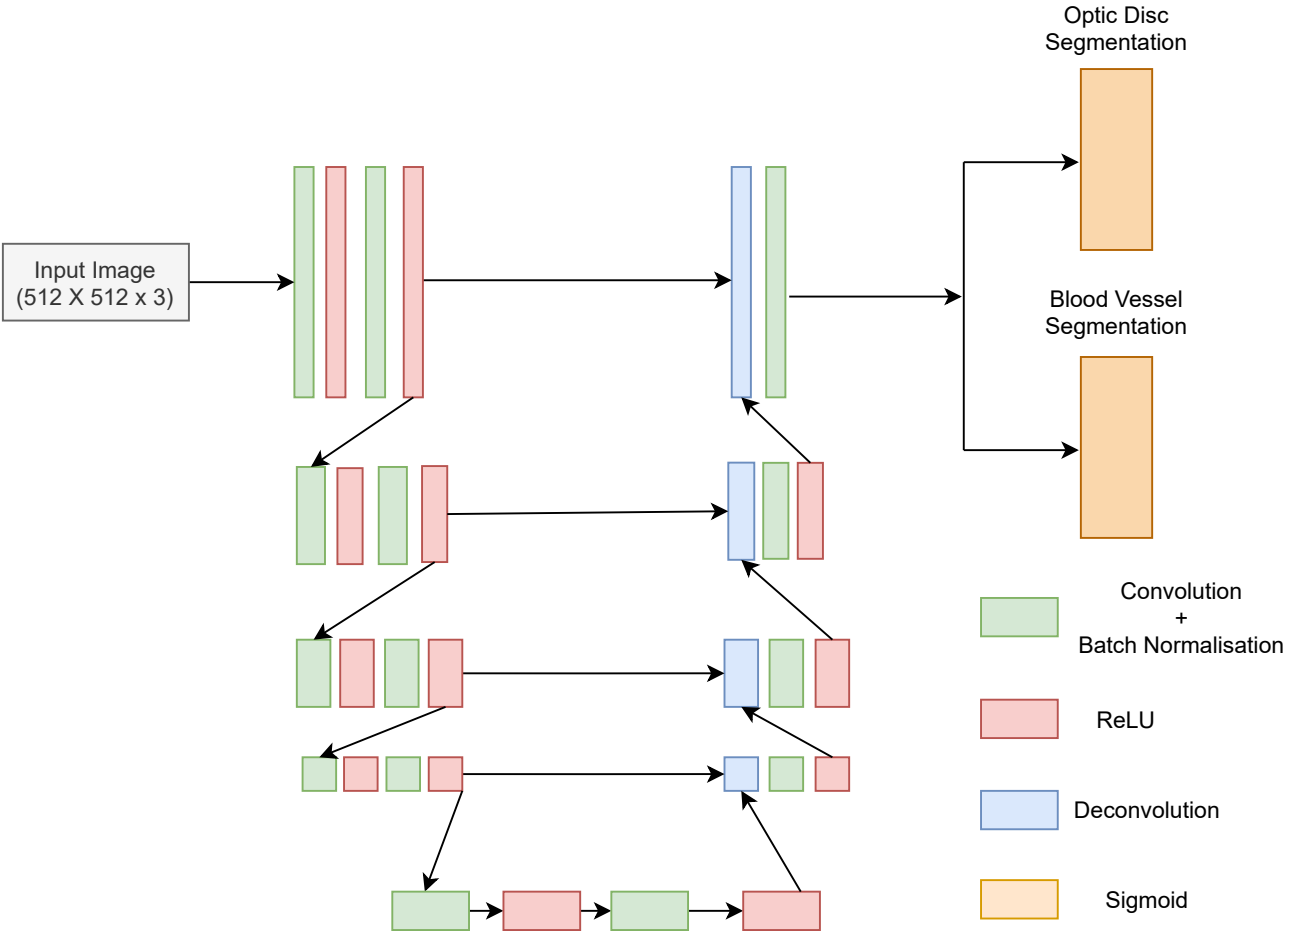 Optic Disc
Segmentation
Input Image
(512 X 512 x 3)
Blood Vessel
Segmentation
Convolution
+
Batch Normalisation
ReLU
Deconvolution
Sigmoid